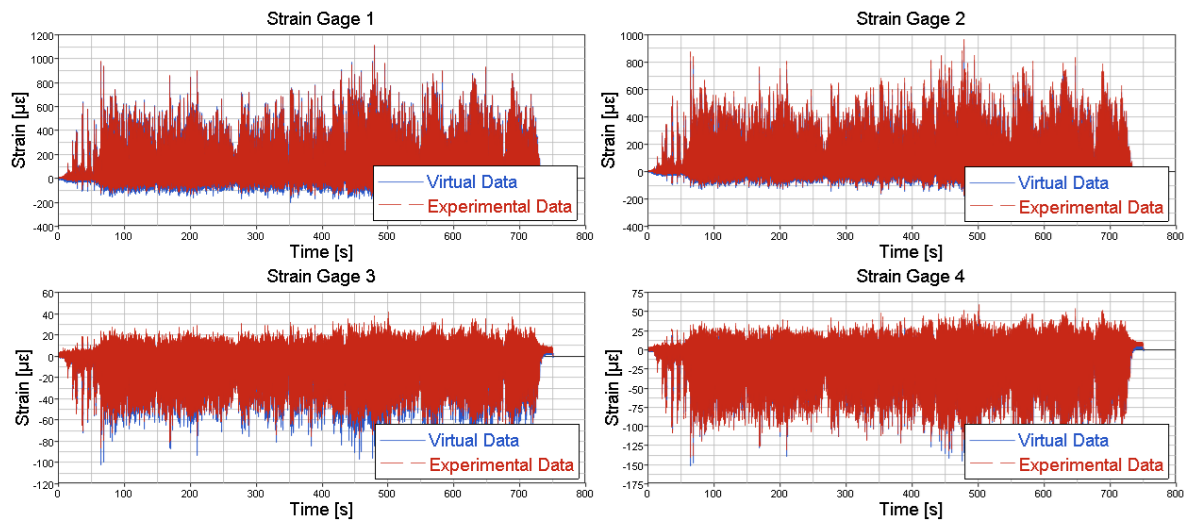 Strain Gage 1
1200
1000
800
600
400
200
0
-200
-400
0 100 200 300 400 500 600 700 800
Strain [με]
Time [s]
Virtual Data
Experimental Data
Strain Gage 2
1000
800
600
400
200
0
-200
-400
0 100 200 300 400 500 600 700 800
Strain [με]
Time [s]
Virtual Data
Experimental Data
Strain Gage 3
60
40
20
0
-20
-40
-60
-80
-100
-120
0 100 200 300 400 500 600 700 800
Strain [με]
Time [s]
Virtual Data
Experimental Data
Strain Gage 4
75
50
25
0
-25
-50
-75
-100
-125
-150
-175
0 100 200 300 400 500 600 700 800
Strain [με]
Time [s]
Virtual Data
Experimental Data